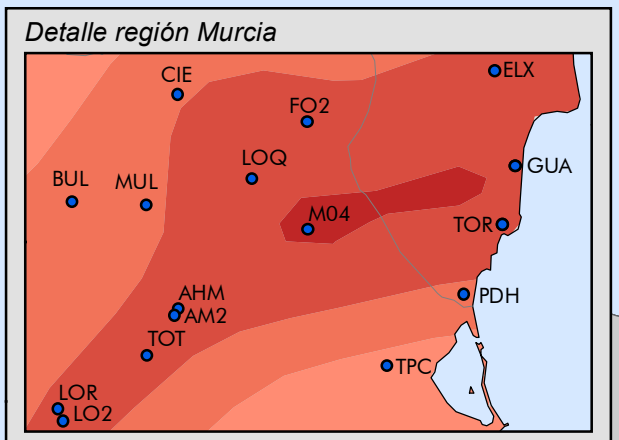 Detalle región Murcia
CIE
ELX
FO2
LOQ
GUA
BUL
MUL
M04
TOR
AHM
PDH
AM2
TOT
TPC
LOR
LO2